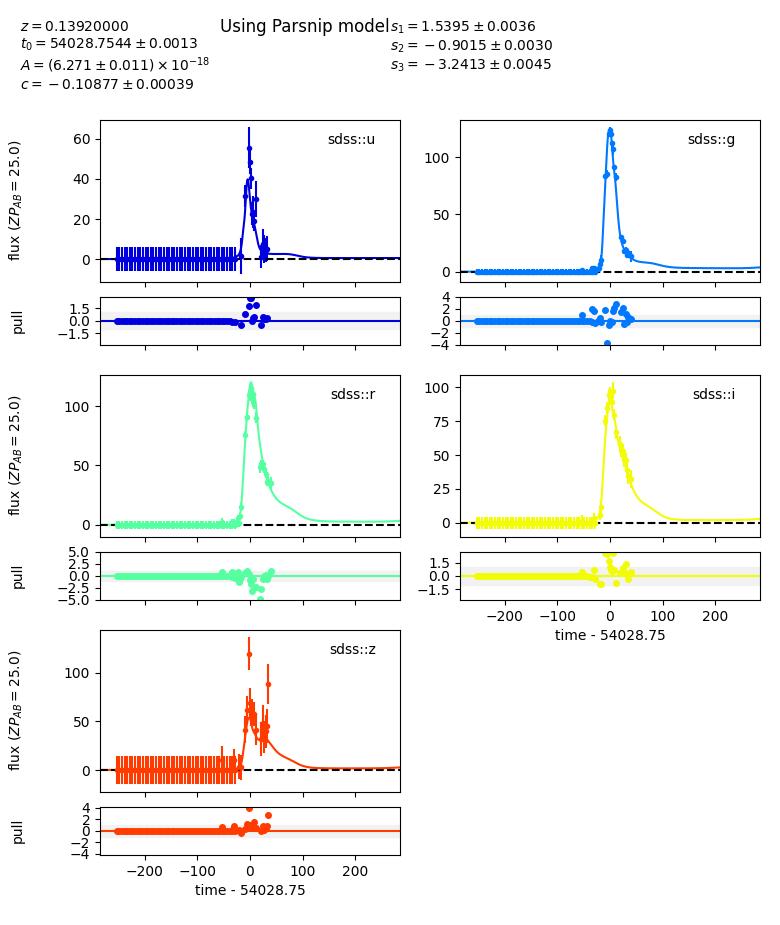 z = 0.13920000
Using Parsnip model
s₁ = 1.5395 ± 0.0036
t₀ = 54028.7544 ± 0.0013
s₂ = −0.9015 ± 0.0030
A = (6.271 ± 0.011) × 10⁻¹⁸
s₃ = −3.2413 ± 0.0045
c = −0.10877 ± 0.00039
sdss::u
60
40
20
0
flux (ZP_AB = 25.0)
sdss::g
100
50
0
1.5
0.0
−1.5
pull
4
2
0
−2
−4
sdss::r
100
50
0
flux (ZP_AB = 25.0)
sdss::i
100
75
50
25
0
5.0
2.5
0.0
−2.5
−5.0
pull
1.5
0.0
−1.5
−200 −100 0 100 200
time - 54028.75
sdss::z
100
50
0
flux (ZP_AB = 25.0)
4
2
0
−2
−4
pull
−200 −100 0 100 200
time - 54028.75